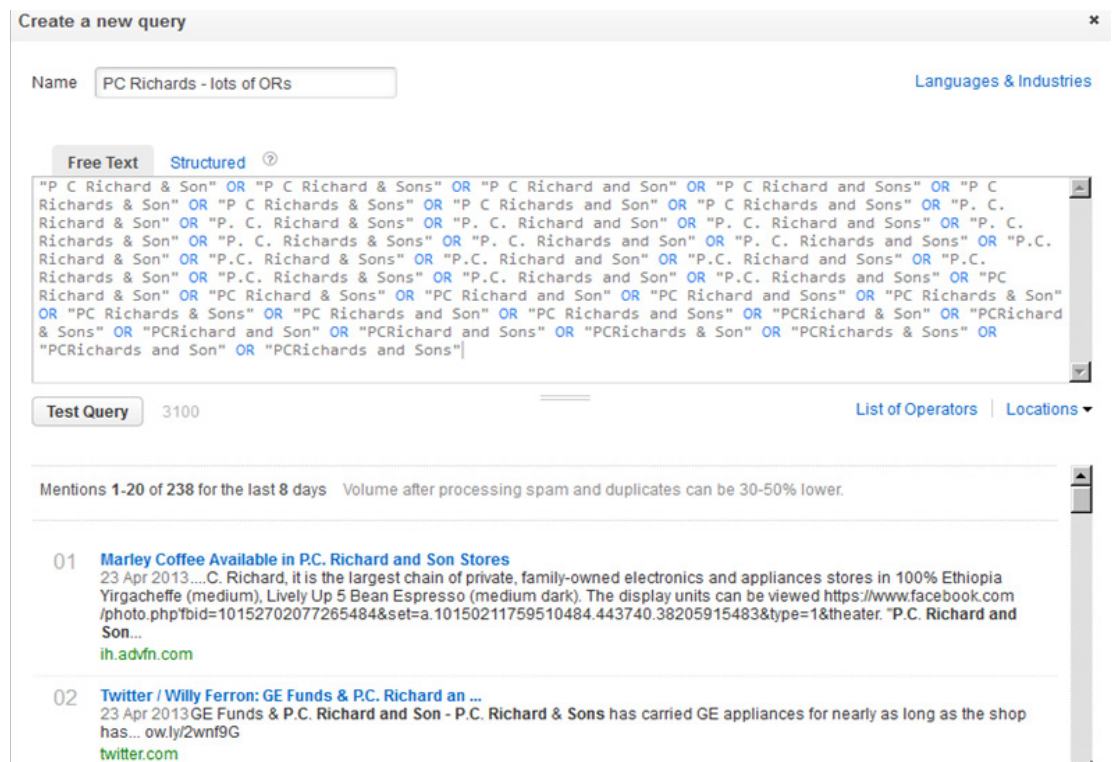 Create a new query ×
Name PC Richards - lots of ORs Languages & Industries
Free Text Structured ?
"P C Richard & Son" OR "P C Richard & Sons" OR "P C Richard and Son" OR "P C Richard and Sons" OR "P C
Richards & Son" OR "P C Richards & Sons" OR "P C Richards and Son" OR "P C Richards and Sons" OR "P. C.
Richard & Son" OR "P. C. Richard & Sons" OR "P. C. Richard and Son" OR "P. C. Richard and Sons" OR "P. C.
Richards & Son" OR "P. C. Richards & Sons" OR "P. C. Richards and Son" OR "P. C. Richards and Sons" OR "P.C.
Richard & Son" OR "P.C. Richard & Sons" OR "P.C. Richard and Son" OR "P.C. Richard and Sons" OR "P.C.
Richards & Son" OR "P.C. Richards & Sons" OR "P.C. Richards and Son" OR "P.C. Richards and Sons" OR "PC
Richard & Son" OR "PC Richard & Sons" OR "PC Richard and Son" OR "PC Richard and Sons" OR "PC Richards & Son"
OR "PC Richards & Sons" OR "PC Richards and Son" OR "PC Richards and Sons" OR "PCRichard & Son" OR "PCRichard
& Sons" OR "PCRichard and Son" OR "PCRichard and Sons" OR "PCRichards & Son" OR "PCRichards & Sons" OR
"PCRichards and Son" OR "PCRichards and Sons"
Test Query 3100 List of Operators Locations
Mentions 1-20 of 238 for the last 8 days Volume after processing spam and duplicates can be 30-50% lower.
01 Marley Coffee Available in P.C. Richard and Son Stores
23 Apr 2013....C. Richard, it is the largest chain of private, family-owned electronics and appliances stores in 100% Ethiopia
Yirgacheffe (medium), Lively Up 5 Bean Espresso (medium dark). The display units can be viewed https://www.facebook.com
/photo.php'fbid=10152702077265484&set=a.10150211759510484.443740.38205915483&type=1&theater. "P.C. Richard and
Son...
ih.advfn.com
02 Twitter / Willy Ferron: GE Funds & P.C. Richard an ...
23 Apr 2013GE Funds & P.C. Richard and Son - P.C. Richard & Sons has carried GE appliances for nearly as long as the shop
has... ow.ly/2wnf9G
twitter.com